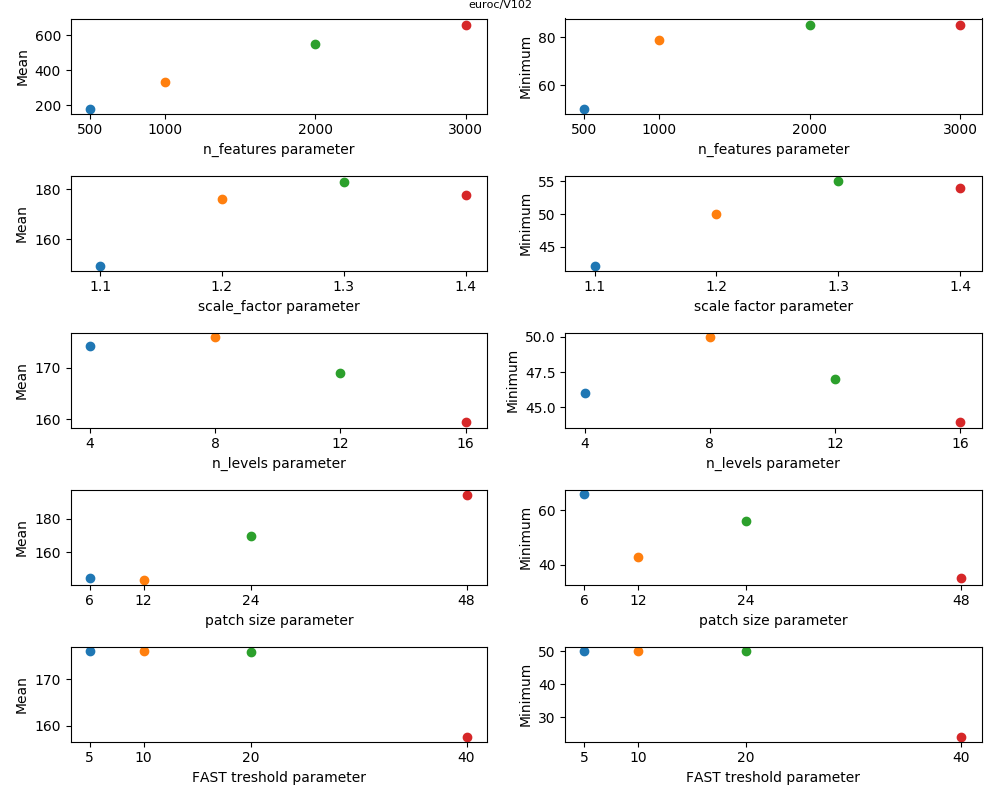 euroc/V102
600
400
200
Mean
500 1000 2000 3000
n_features parameter
80
60
Minimum
500 1000 2000 3000
n_features parameter
180
160
Mean
1.1 1.2 1.3 1.4
scale_factor parameter
55
50
45
Minimum
1.1 1.2 1.3 1.4
scale factor parameter
170
160
Mean
4 8 12 16
n_levels parameter
50.0
47.5
45.0
Minimum
4 8 12 16
n_levels parameter
180
160
Mean
6 12 24 48
patch size parameter
60
40
Minimum
6 12 24 48
patch size parameter
170
160
Mean
5 10 20 40
FAST treshold parameter
50
40
30
Minimum
5 10 20 40
FAST treshold parameter